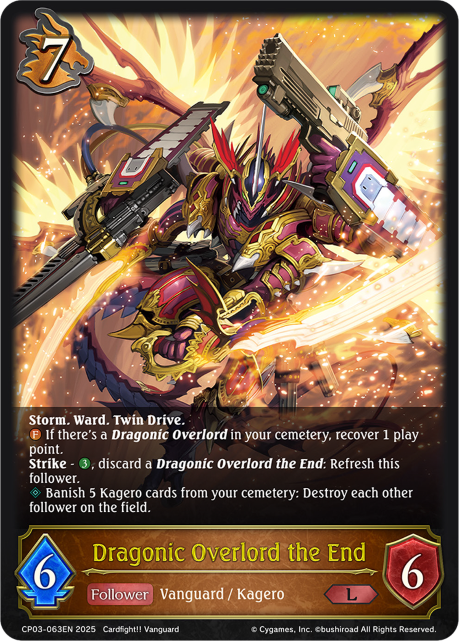 7
Storm. Ward. Twin Drive.
F If there's a Dragonic Overlord in your cemetery, recover 1 play
point.
Strike - 3, discard a Dragonic Overlord the End: Refresh this
follower.
Banish 5 Kagero cards from your cemetery: Destroy each other
follower on the field.
Dragonic Overlord the End
6
Follower Vanguard / Kagero L
6
CP03-063EN 2025 Cardfight!! Vanguard © Cygames, Inc. ©bushiroad All Rights Reserved.